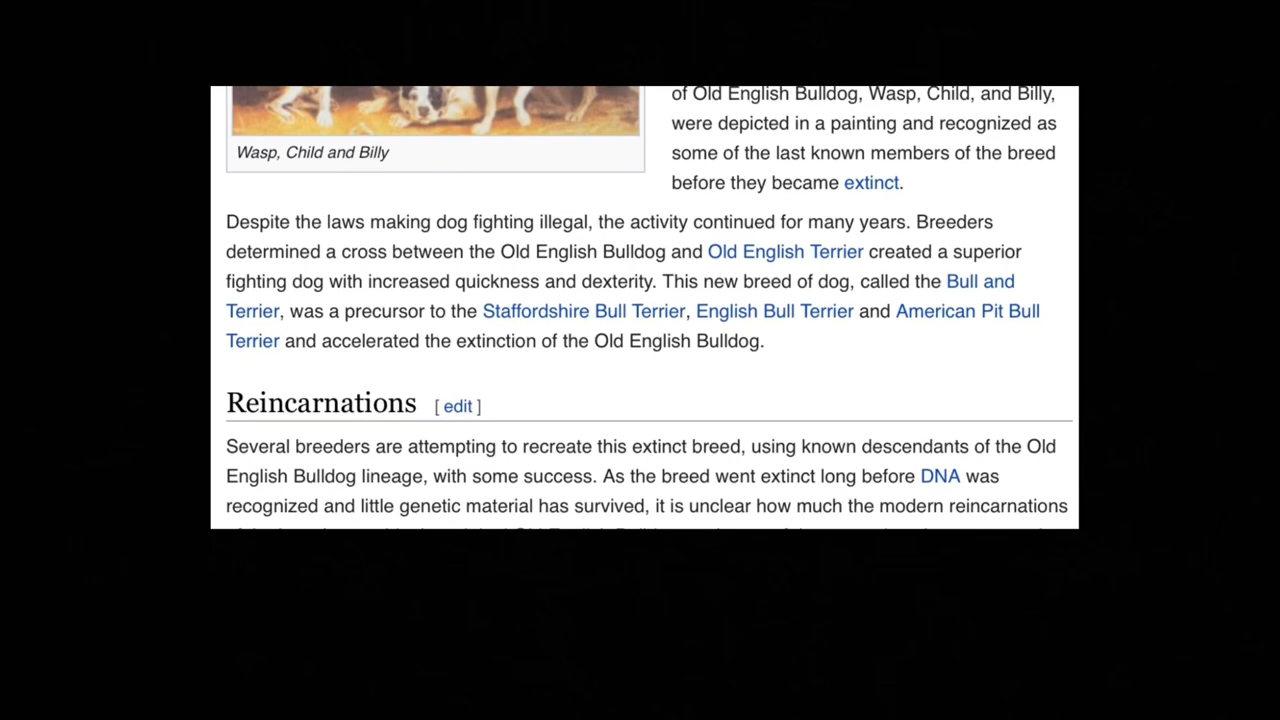 of Old English Bulldog, Wasp, Child, and Billy,
were depicted in a painting and recognized as
some of the last known members of the breed
before they became extinct.
Wasp, Child and Billy
Despite the laws making dog fighting illegal, the activity continued for many years. Breeders
determined a cross between the Old English Bulldog and Old English Terrier created a superior
fighting dog with increased quickness and dexterity. This new breed of dog, called the Bull and
Terrier, was a precursor to the Staffordshire Bull Terrier, English Bull Terrier and American Pit Bull
Terrier and accelerated the extinction of the Old English Bulldog.
Reincarnations [ edit ]
Several breeders are attempting to recreate this extinct breed, using known descendants of the Old
English Bulldog lineage, with some success. As the breed went extinct long before DNA was
recognized and little genetic material has survived, it is unclear how much the modern reincarnations